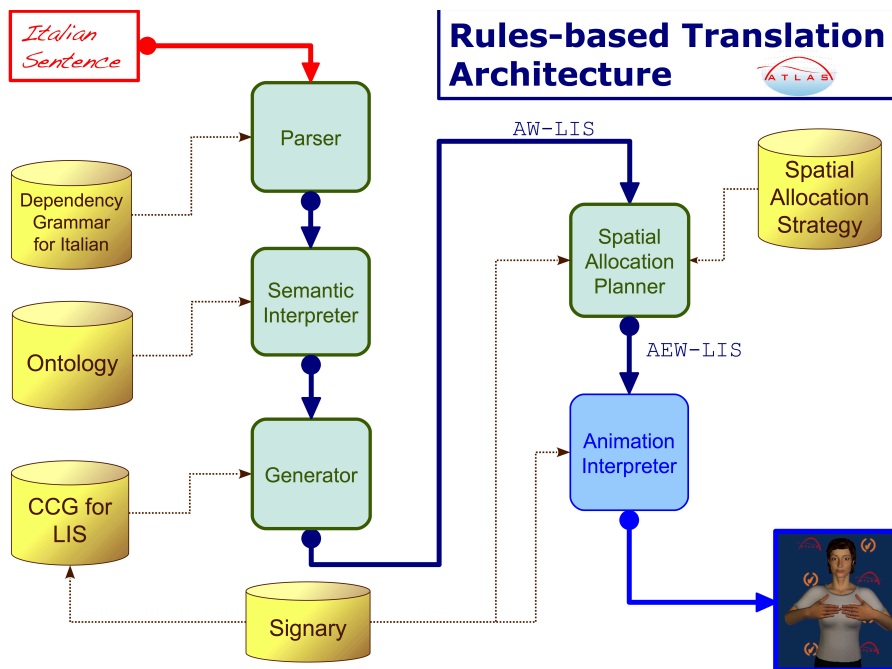 Italian
Sentence
Rules-based Translation
Architecture
ATLAS
Parser
AW-LIS
Dependency
Grammar
for Italian
Spatial
Allocation
Strategy
Spatial
Allocation
Planner
Semantic
Interpreter
Ontology
AEW-LIS
Generator
Animation
Interpreter
CCG for
LIS
Signary